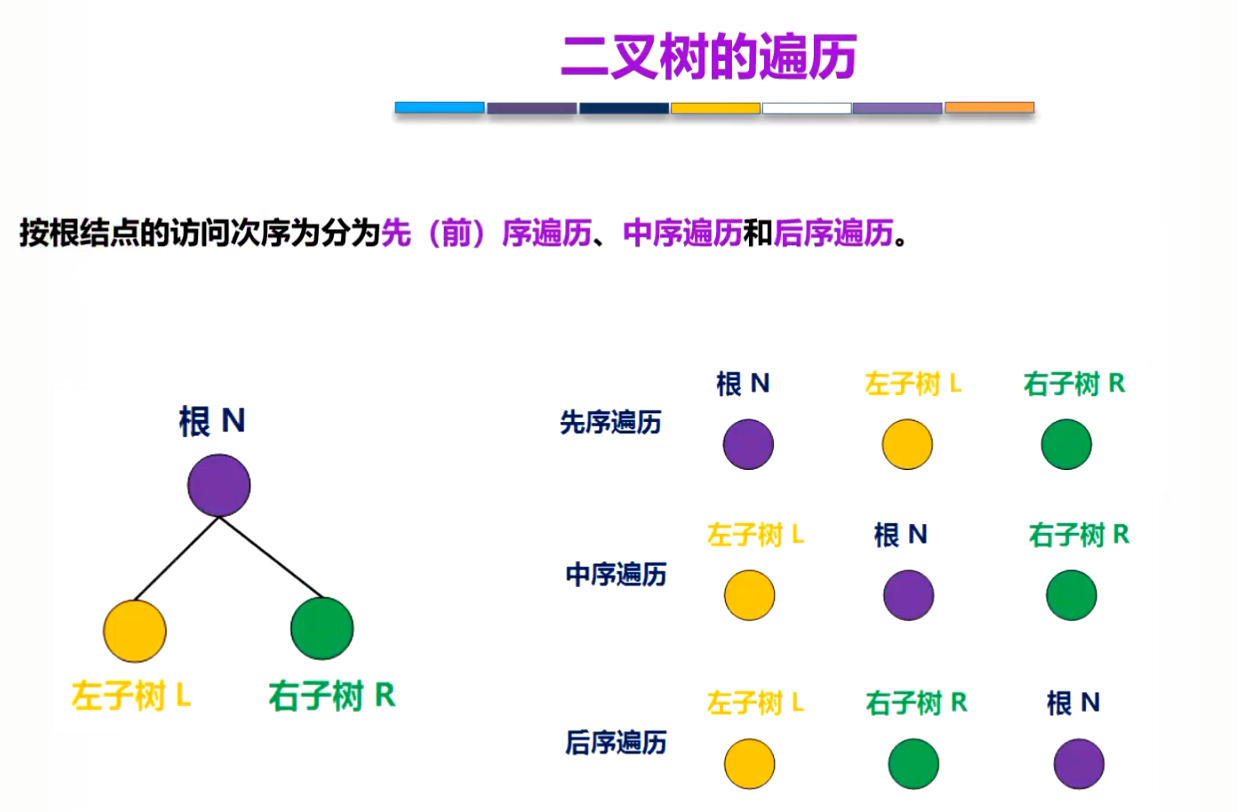 二叉树的遍历
按根结点的访问次序为分为先（前）序遍历、中序遍历和后序遍历。
根 N
左子树 L
右子树 R
先序遍历
根 N 左子树 L 右子树 R
中序遍历
左子树 L 根 N 右子树 R
后序遍历
左子树 L 右子树 R 根 N